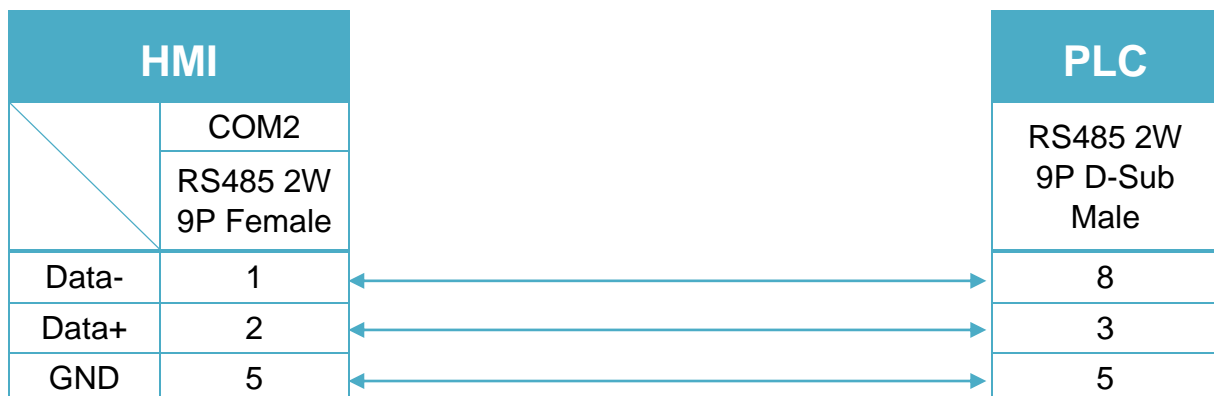 HMI
PLC
COM2
RS485 2W
9P Female
RS485 2W
9P D-Sub
Male
Data-
1
8
Data+
2
3
GND
5
5